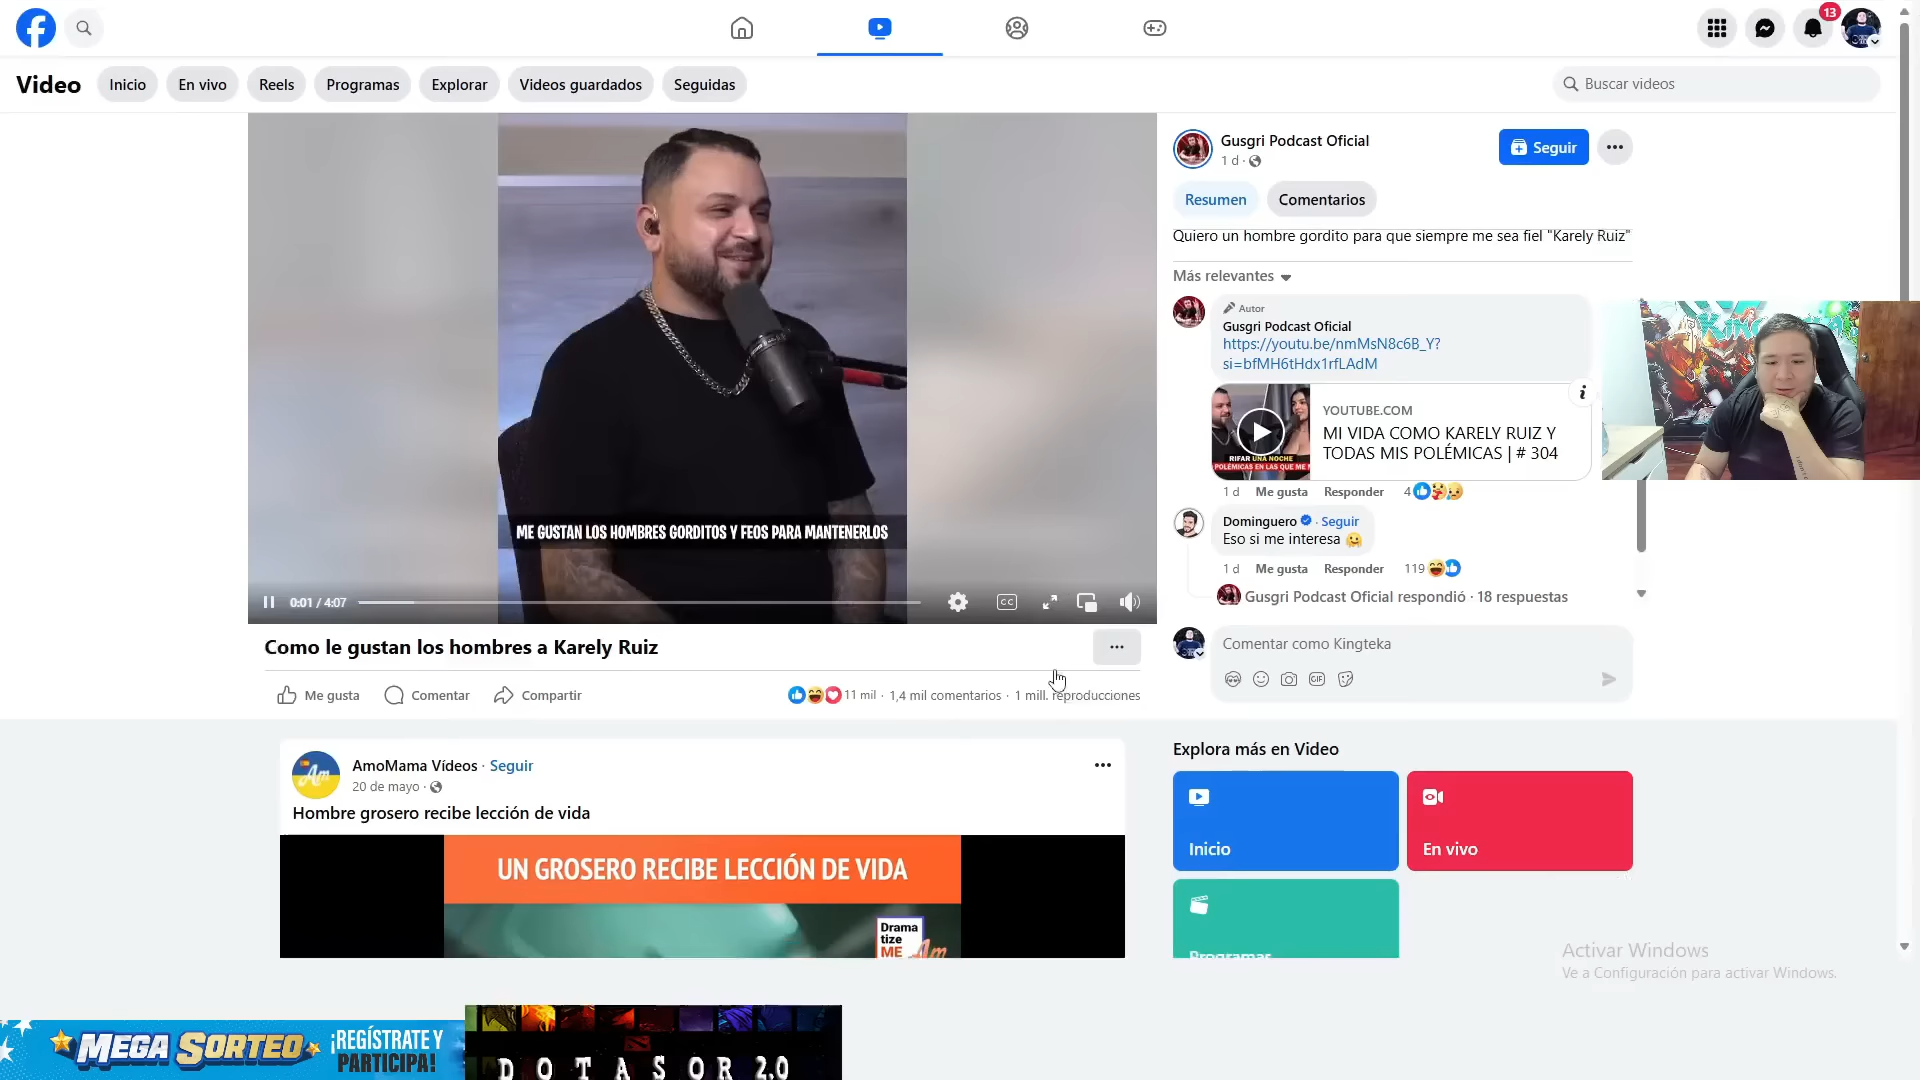 13
Video
Inicio
En vivo
Reels
Programas
Explorar
Videos guardados
Seguidas
Buscar videos
ME GUSTAN LOS HOMBRES GORDITOS Y FEOS PARA MANTENERLOS
0:01 / 4:07
CC
Como le gustan los hombres a Karely Ruiz
Me gusta
Comentar
Compartir
11 mil · 1,4 mil comentarios · 1 mill. reproducciones
Gusgri Podcast Oficial
1 d ·
Seguir
Resumen
Comentarios
Quiero un hombre gordito para que siempre me sea fiel "Karely Ruiz"
Más relevantes
Autor
Gusgri Podcast Oficial
https://youtu.be/nmMsN8c6B_Y?
si=bfMH6tHdx1rfLAdM
RIFAR UNA NOCHE
YOUTUBE.COM
MI VIDA COMO KARELY RUIZ Y
TODAS MIS POLÉMICAS | # 304
1 d Me gusta Responder 4
Dominguero · Seguir
Eso si me interesa
1 d Me gusta Responder 119
Gusgri Podcast Oficial respondió · 18 respuestas
Comentar como Kingteka
GIF
AmoMama Vídeos · Seguir
20 de mayo ·
Hombre grosero recibe lección de vida
UN GROSERO RECIBE LECCIÓN DE VIDA
Drama
tize
ME
Am
Explora más en Video
Inicio
En vivo
Programas
Activar Windows
Ve a Configuración para activar Windows.
MEGA SORTEO
¡REGÍSTRATE Y
PARTICIPA!
DOTASOR 2.0